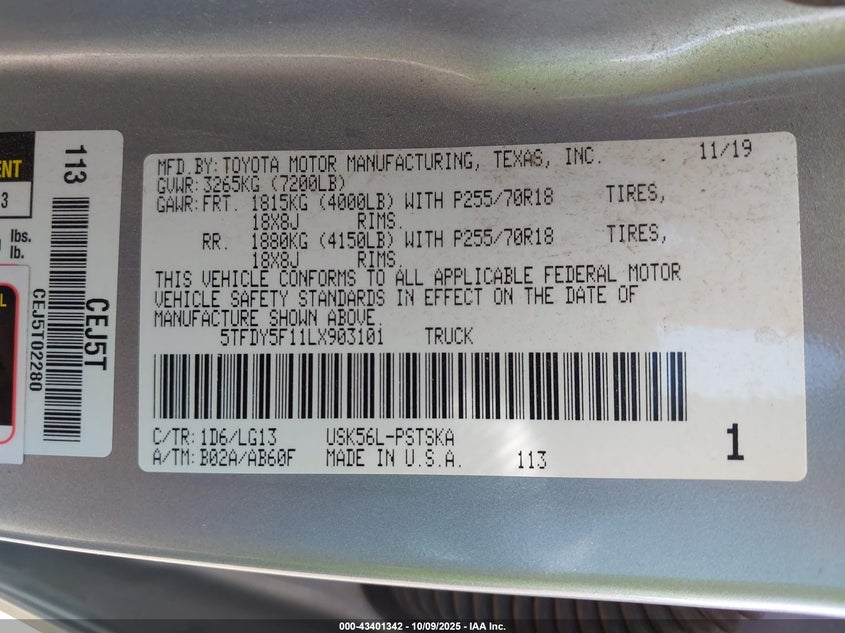 MFD.BY:TOYOTA MOTOR MANUFACTURING, TEXAS, INC. 11/19
GVWR:3265KG (7200LB)
GAWR:FRT. 1815KG (4000LB) WITH P255/70R18 TIRES,
18X8J RIMS.
RR. 1880KG (4150LB) WITH P255/70R18 TIRES,
18X8J RIMS.
THIS VEHICLE CONFORMS TO ALL APPLICABLE FEDERAL MOTOR
VEHICLE SAFETY STANDARDS IN EFFECT ON THE DATE OF
MANUFACTURE SHOWN ABOVE.
5TFDY5F11LX903101 TRUCK
C/TR:1D6/LG13 USK56L-PSTSKA
A/TM:B02A/AB60F MADE IN U.S.A. 113 1
113
CEJ5T
CEJ5T02280
3
lbs.
lb.
000-43401342 - 10/09/2025 - IAA Inc.